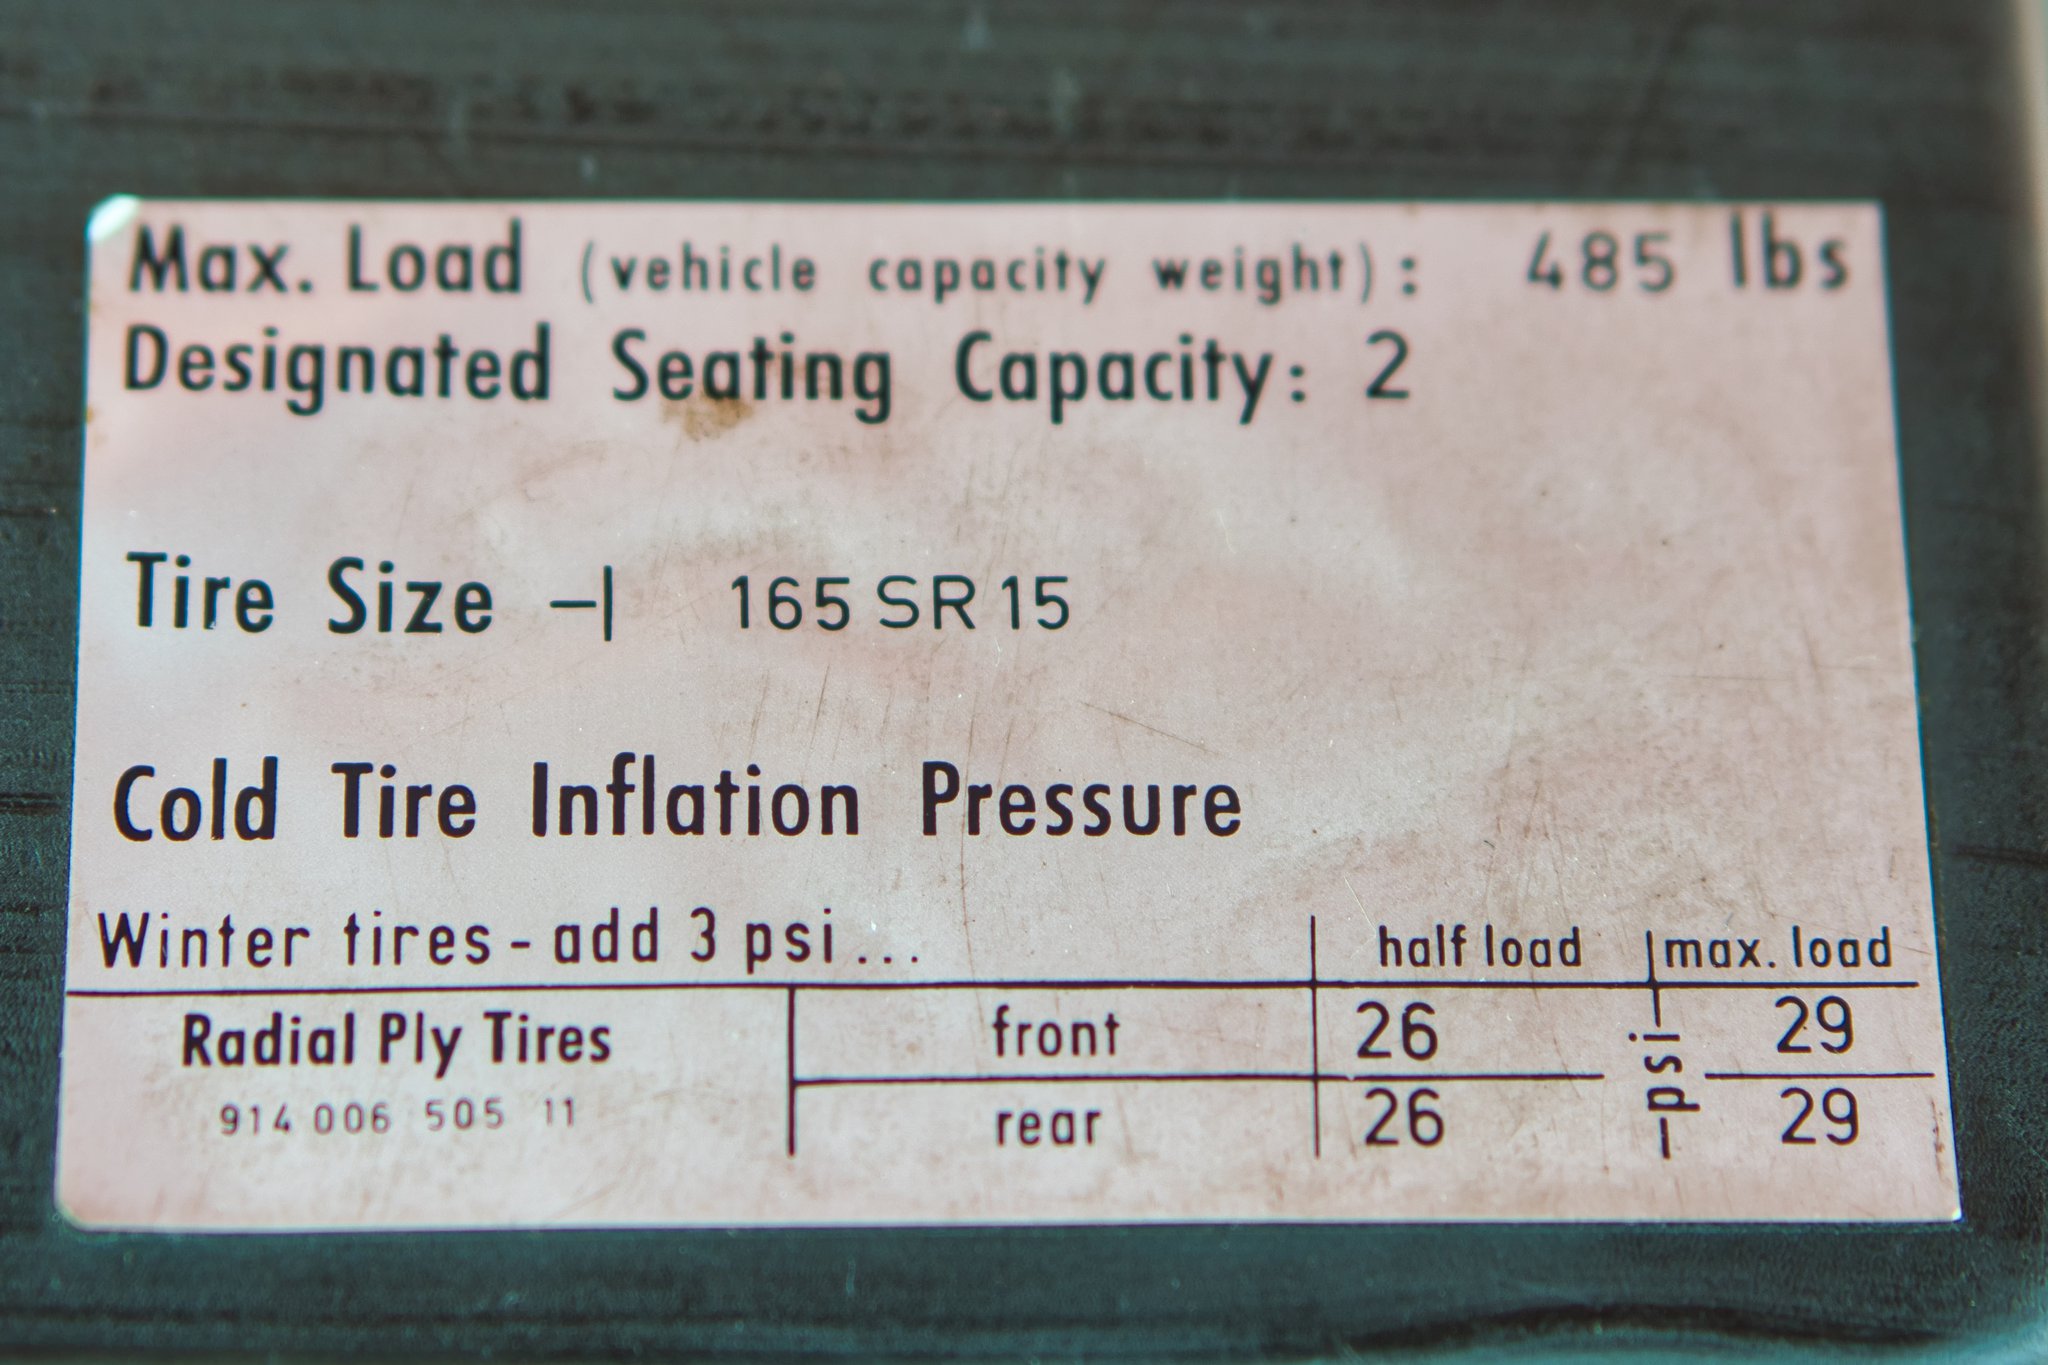 Max. Load (vehicle capacity weight): 485 lbs
Designated Seating Capacity: 2
Tire Size –| 165 SR 15
Cold Tire Inflation Pressure
Winter tires - add 3 psi... half load max. load
Radial Ply Tires front 26 psi 29
914 006 505 11 rear 26 29